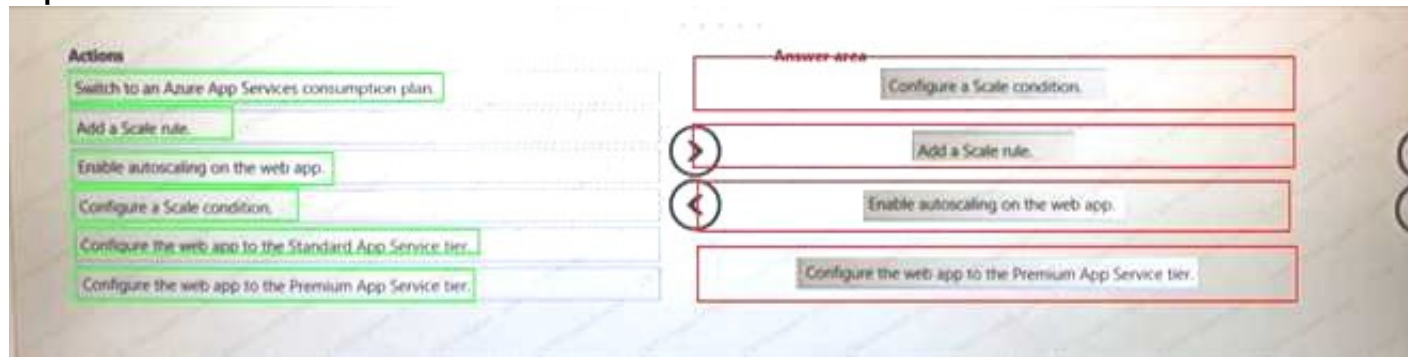 Actions
Answer area
Switch to an Azure App Services consumption plan.
Add a Scale rule.
Enable autoscaling on the web app.
Configure a Scale condition.
Configure the web app to the Standard App Service tier.
Configure the web app to the Premium App Service tier.
Configure a Scale condition.
Add a Scale rule.
Enable autoscaling on the web app.
Configure the web app to the Premium App Service tier.